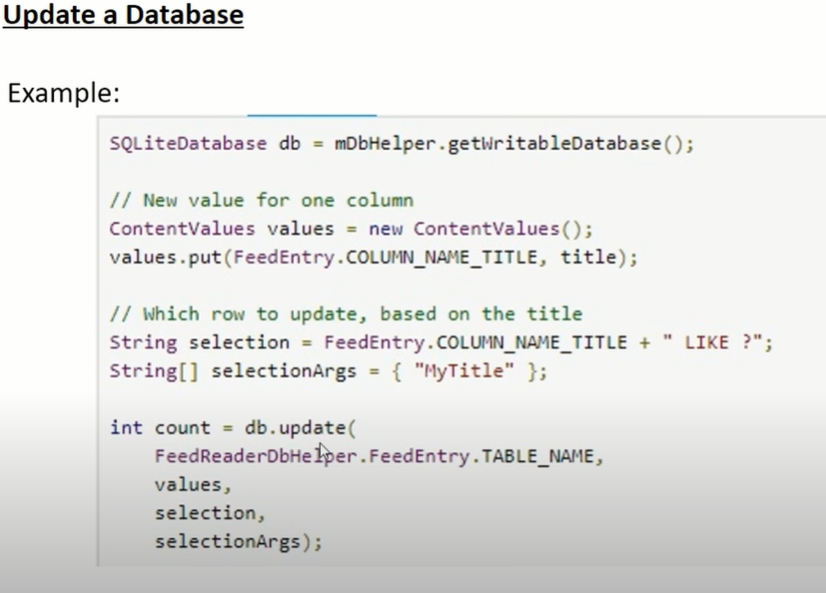 Update a Database
Example:
SQLiteDatabase db = mDbHelper.getWritableDatabase();
// New value for one column
ContentValues values = new ContentValues();
values.put(FeedEntry.COLUMN_NAME_TITLE, title);
// Which row to update, based on the title
String selection = FeedEntry.COLUMN_NAME_TITLE + " LIKE ?";
String[] selectionArgs = { "MyTitle" };
int count = db.update(
FeedReaderDbHelper.FeedEntry.TABLE_NAME,
values,
selection,
selectionArgs);